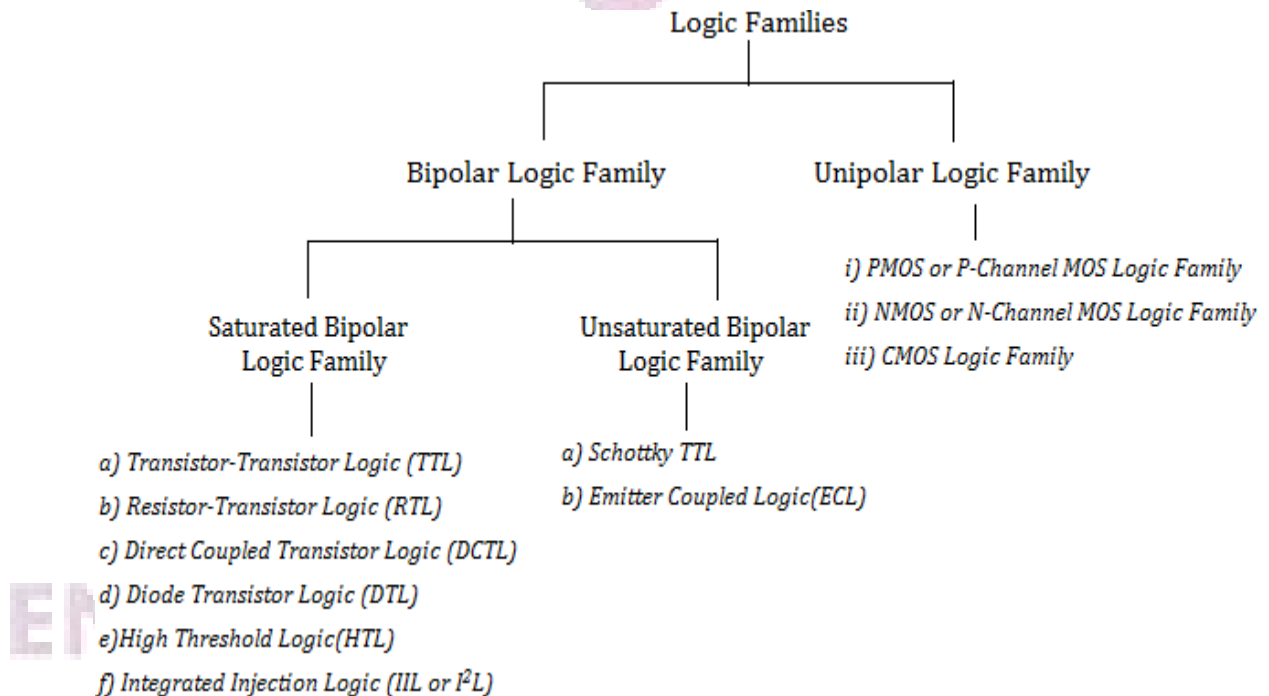 Logic Families
Bipolar Logic Family
Unipolar Logic Family
Saturated Bipolar
Logic Family
a) Transistor-Transistor Logic (TTL)
b) Resistor-Transistor Logic (RTL)
c) Direct Coupled Transistor Logic (DCTL)
d) Diode Transistor Logic (DTL)
e)High Threshold Logic(HTL)
f) Integrated Injection Logic (IIL or I²L)
Unsaturated Bipolar
Logic Family
a) Schottky TTL
b) Emitter Coupled Logic(ECL)
i) PMOS or P-Channel MOS Logic Family
ii) NMOS or N-Channel MOS Logic Family
iii) CMOS Logic Family